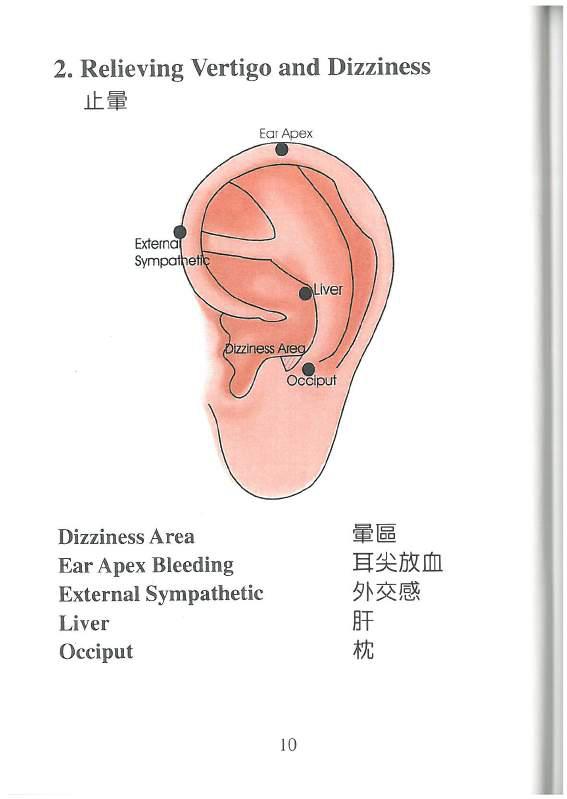 2. Relieving Vertigo and Dizziness
止暈
Ear Apex
External
Sympathetic
Liver
Dizziness Area
Occiput
Dizziness Area 暈區
Ear Apex Bleeding 耳尖放血
External Sympathetic 外交感
Liver 肝
Occiput 枕
10